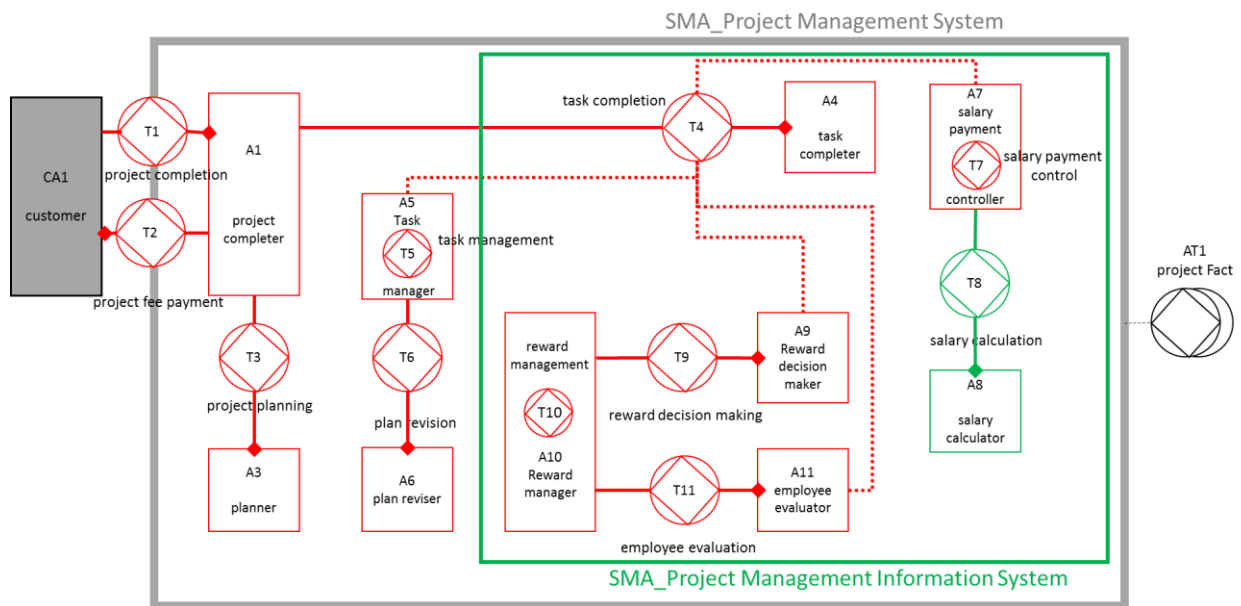 SMA_Project Management System
CA1
customer
T1
project completion
T2
project fee payment
A1
project
completer
T3
project planning
A3
planner
A5
Task
T5
manager
task management
T6
plan revision
A6
plan reviser
task completion
T4
A4
task
completer
A7
salary
payment
T7
controller
salary payment
control
T8
salary calculation
A8
salary
calculator
reward
management
T10
A10
Reward
manager
T9
reward decision making
A9
Reward
decision
maker
T11
employee evaluation
A11
employee
evaluator
SMA_Project Management Information System
AT1
project Fact